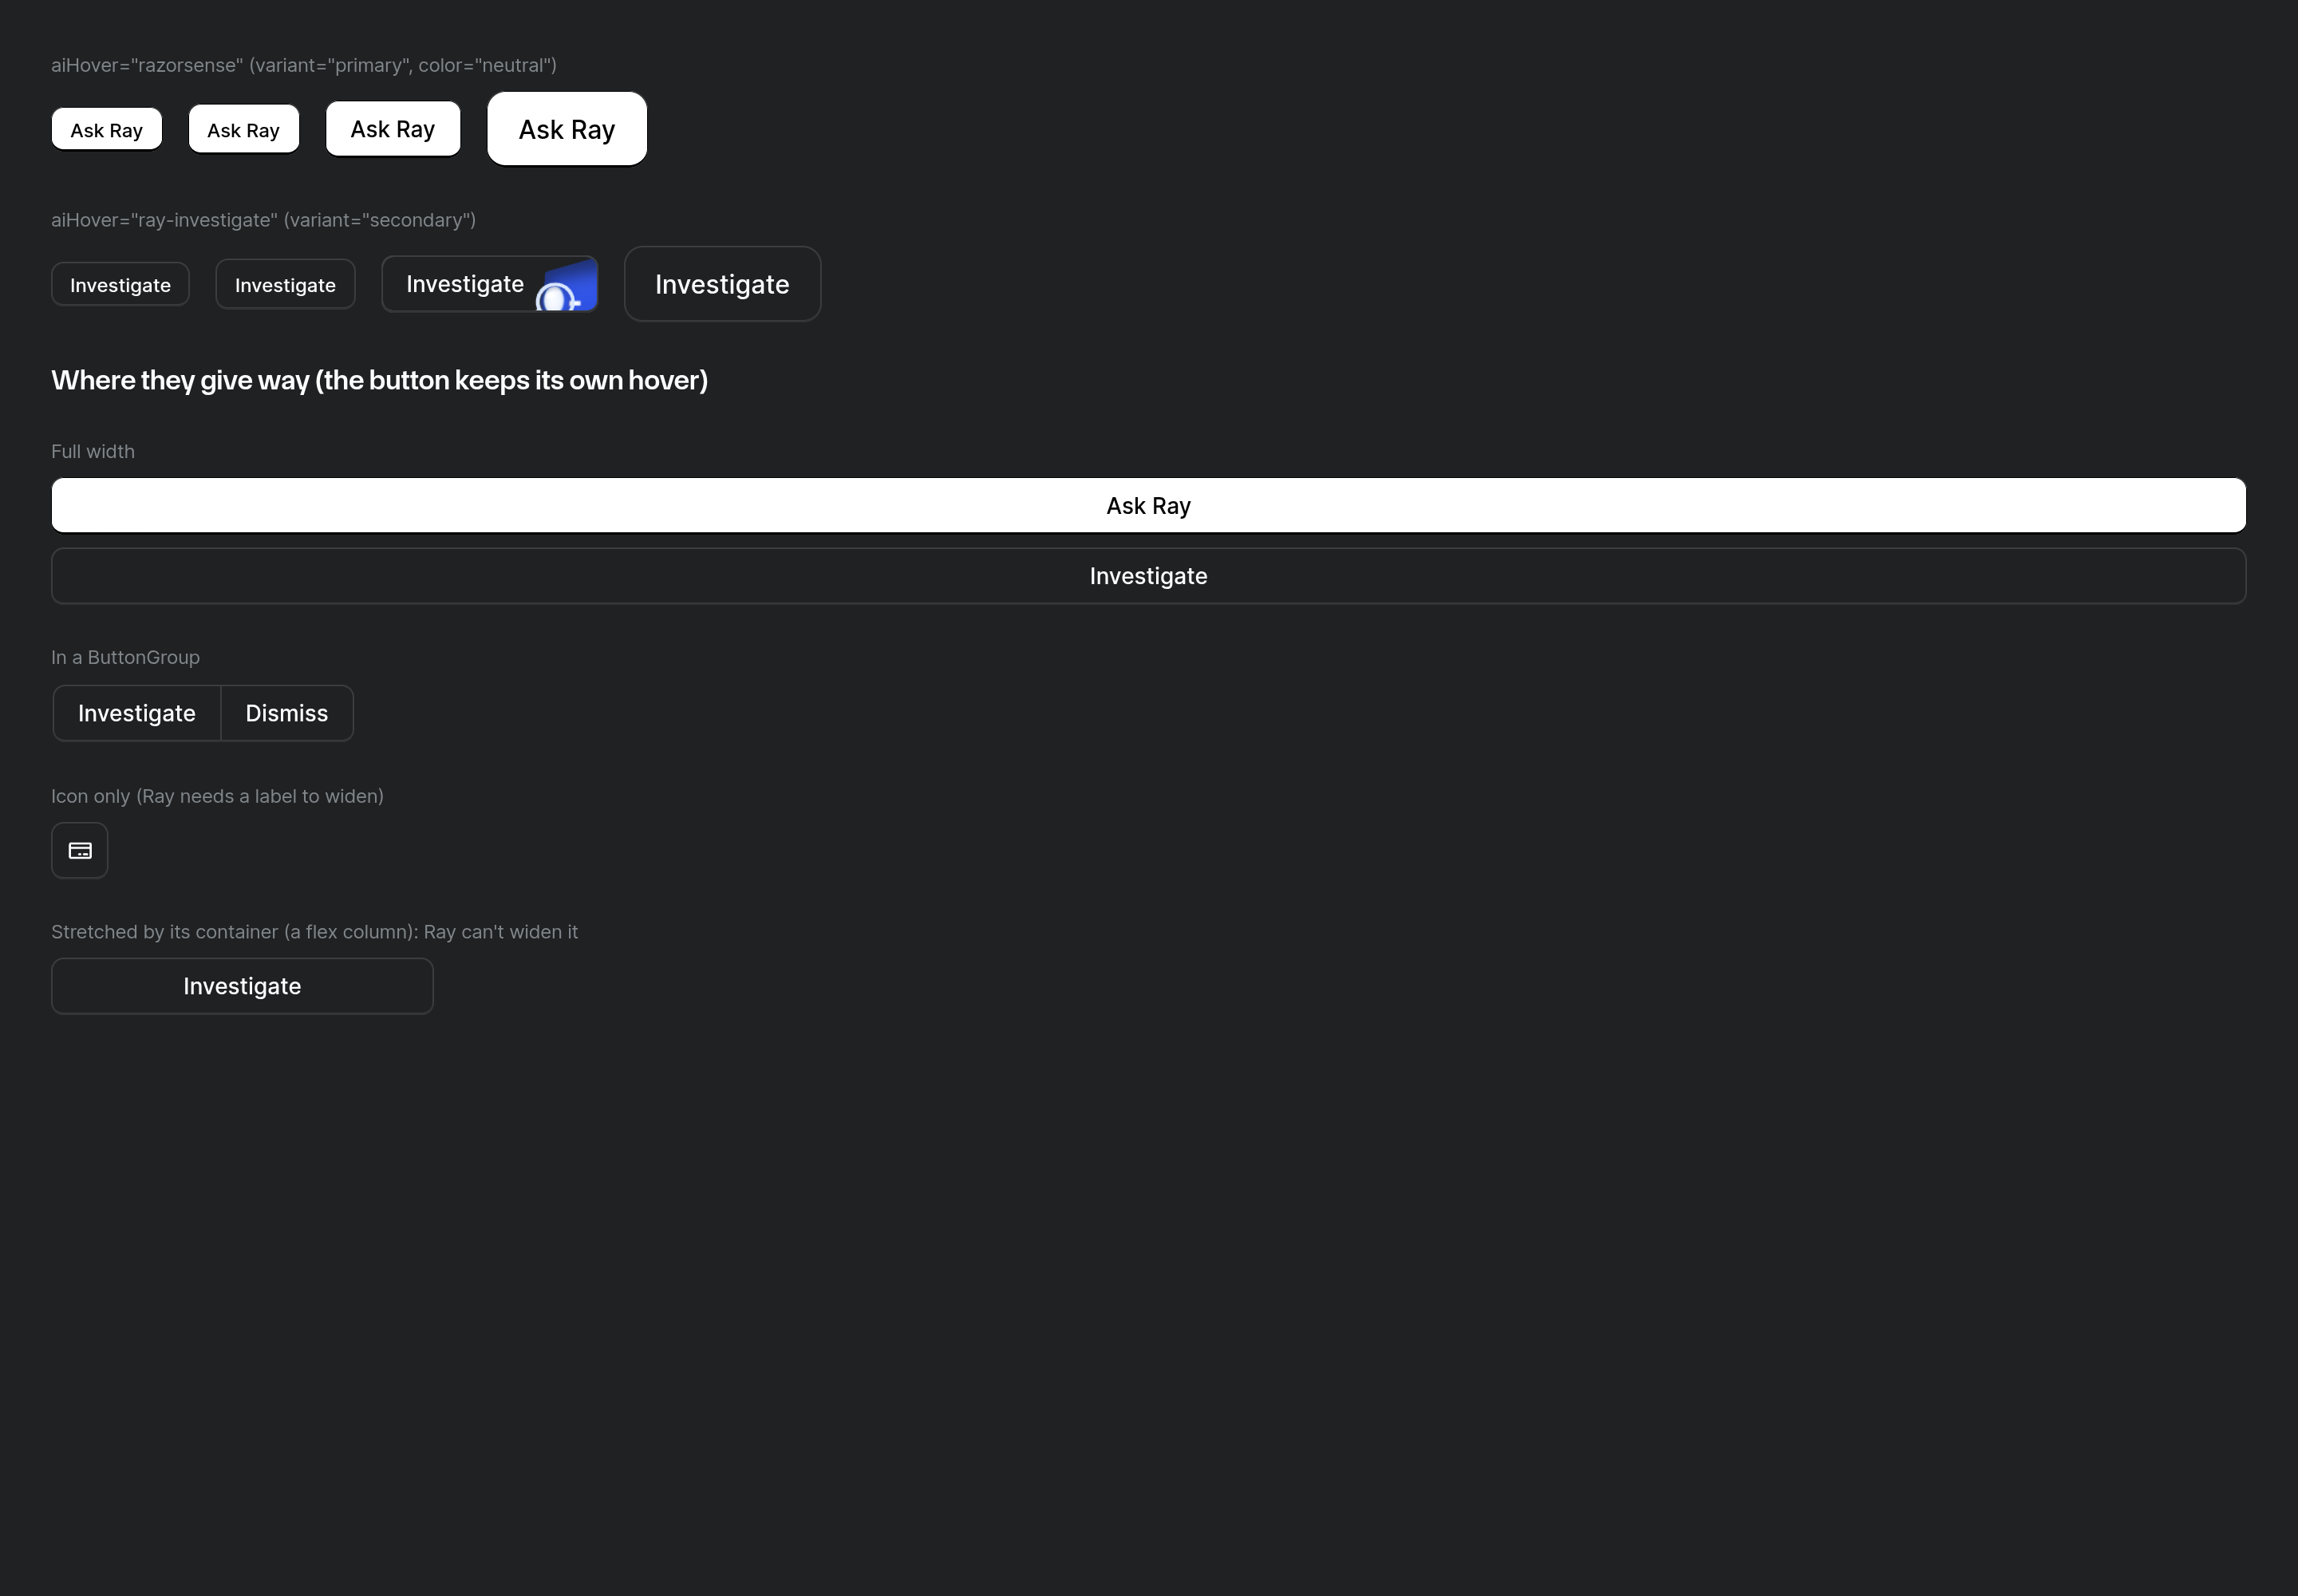 aiHover="razorsense" (variant="primary", color="neutral")
Ask Ray Ask Ray Ask Ray Ask Ray
aiHover="ray-investigate" (variant="secondary")
Investigate Investigate Investigate Investigate
Where they give way (the button keeps its own hover)
Full width
Ask Ray
Investigate
In a ButtonGroup
Investigate Dismiss
Icon only (Ray needs a label to widen)
Stretched by its container (a flex column): Ray can't widen it
Investigate